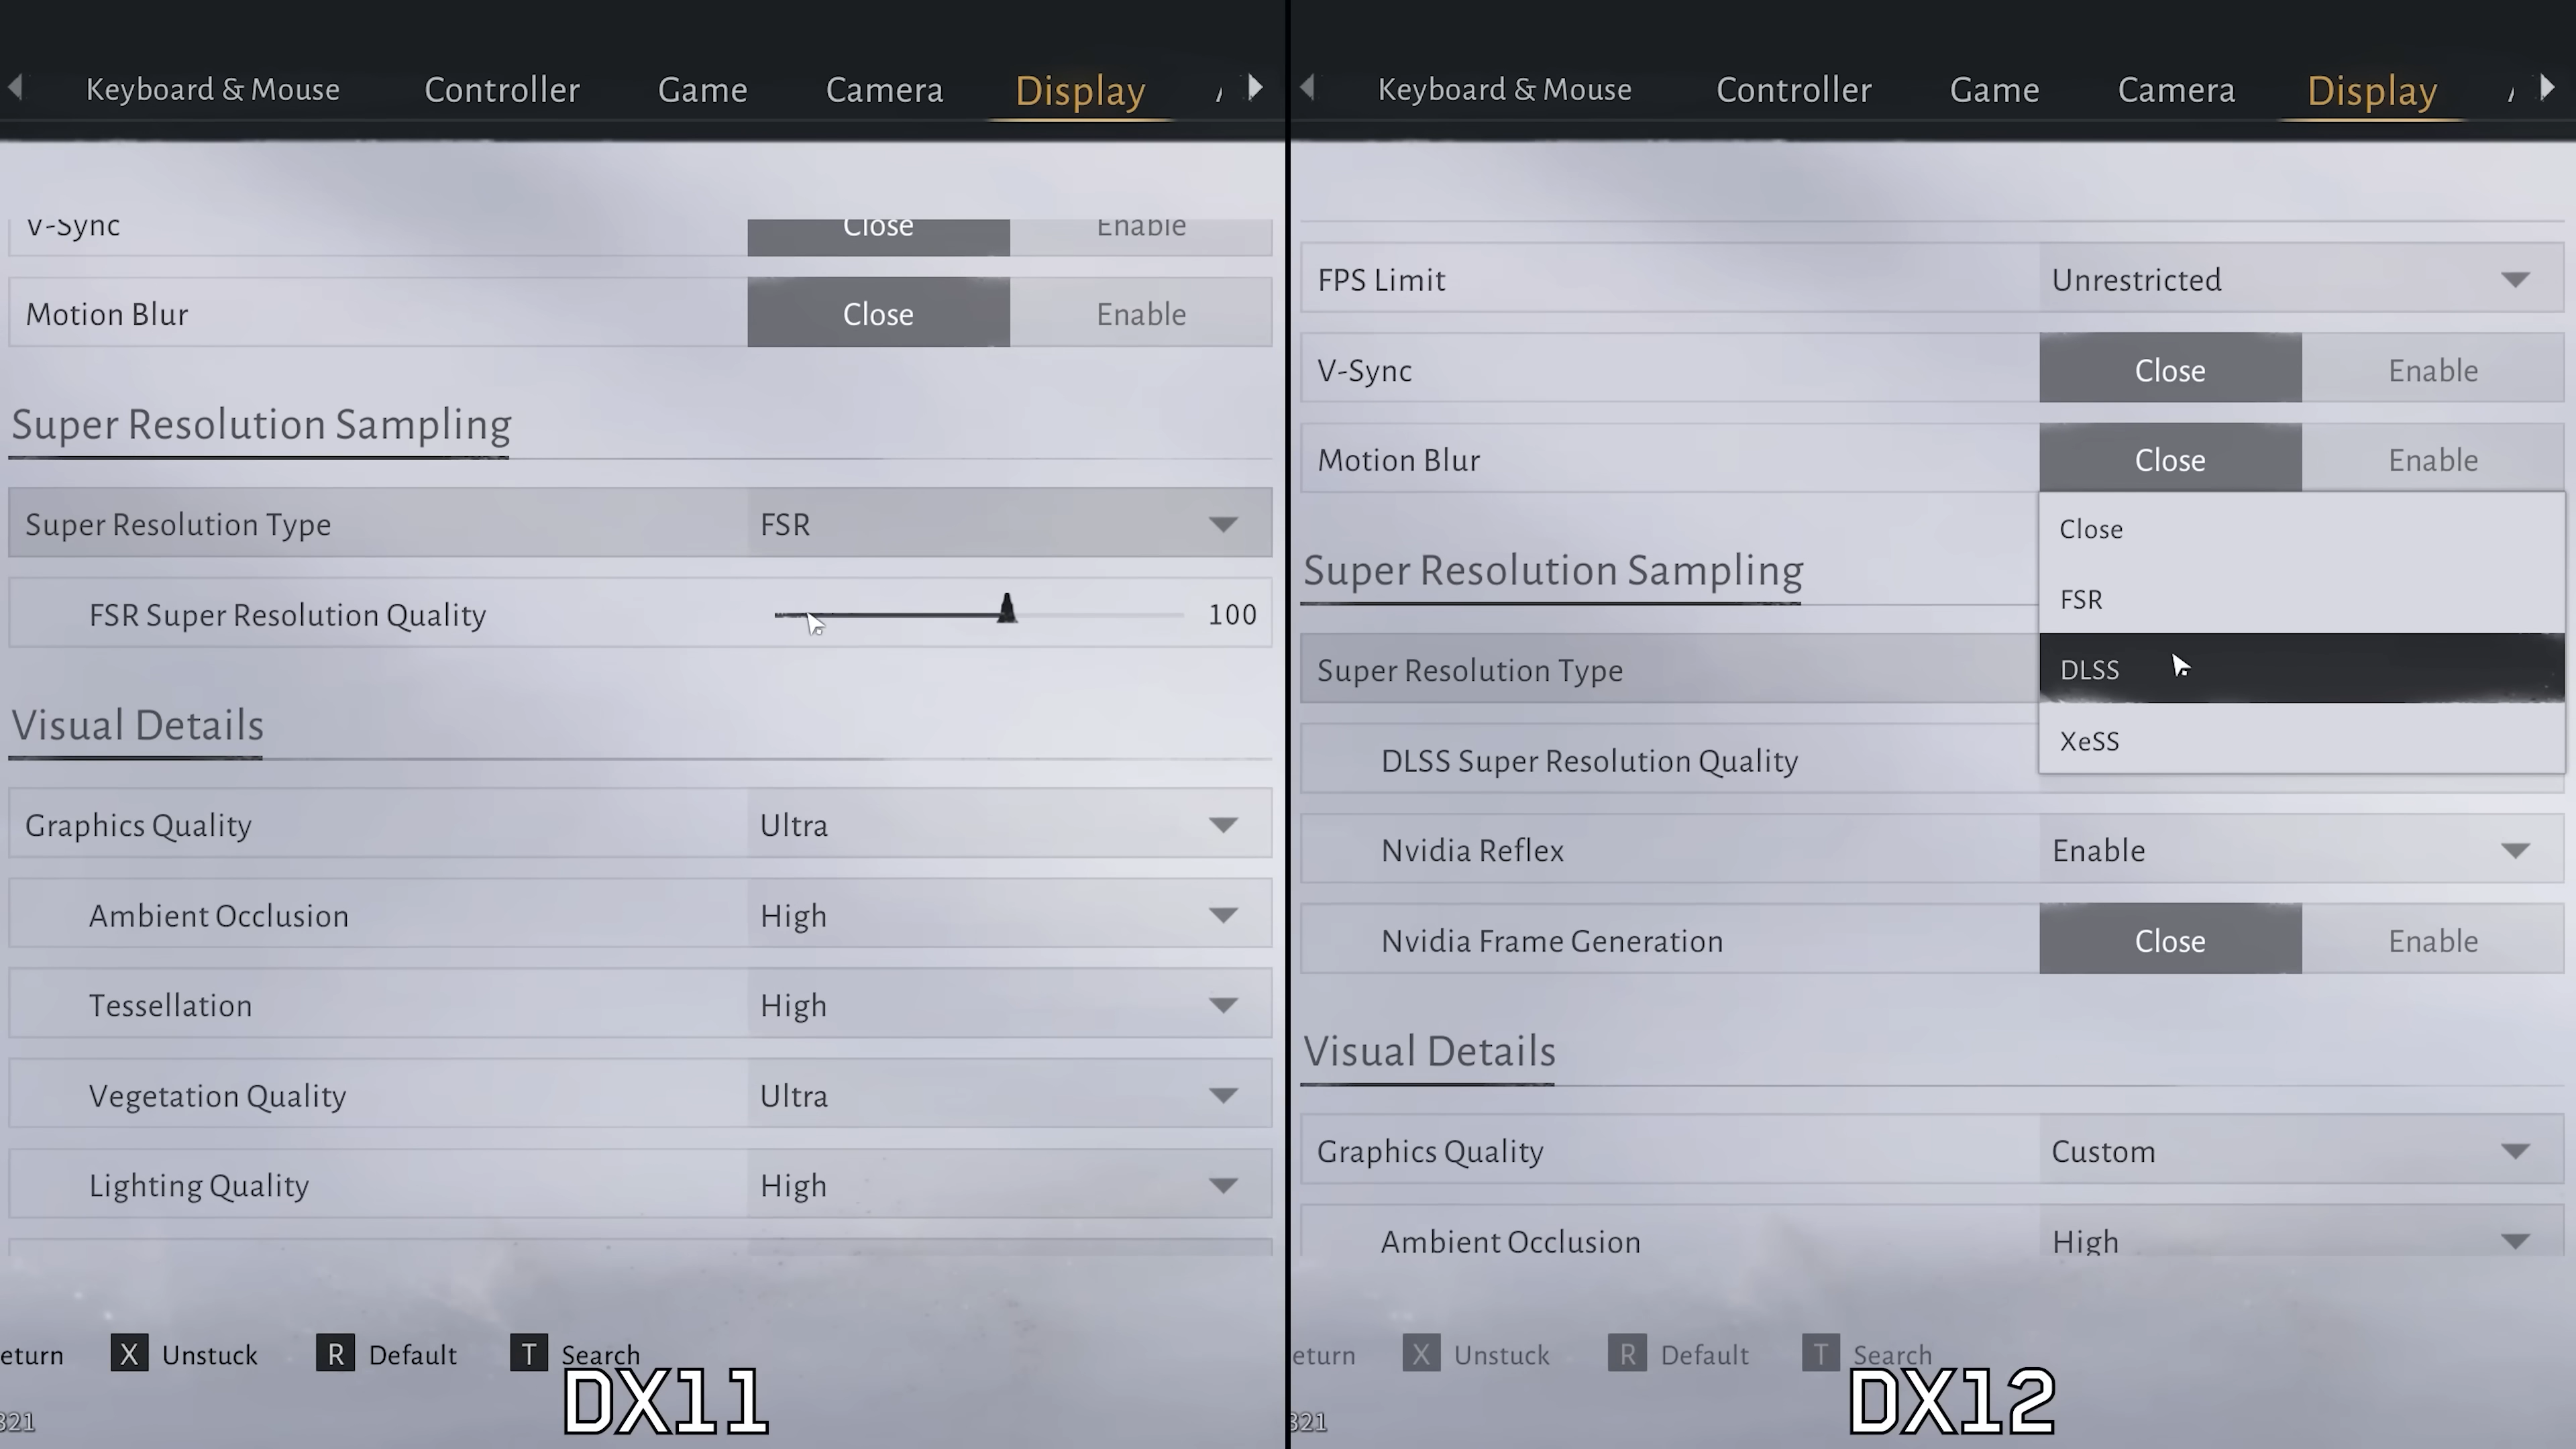 Keyboard & Mouse Controller Game Camera Display
V-Sync Close Enable
Motion Blur Close Enable
Super Resolution Sampling
Super Resolution Type FSR
FSR Super Resolution Quality 100
Visual Details
Graphics Quality Ultra
Ambient Occlusion High
Tessellation High
Vegetation Quality Ultra
Lighting Quality High
eturn X Unstuck R Default T Search
321
DX11
Keyboard & Mouse Controller Game Camera Display
FPS Limit Unrestricted
V-Sync Close Enable
Motion Blur Close Enable
Close
Super Resolution Sampling
FSR
Super Resolution Type DLSS
XeSS
DLSS Super Resolution Quality
Nvidia Reflex Enable
Nvidia Frame Generation Close Enable
Visual Details
Graphics Quality Custom
Ambient Occlusion High
eturn X Unstuck R Default T Search
321
DX12